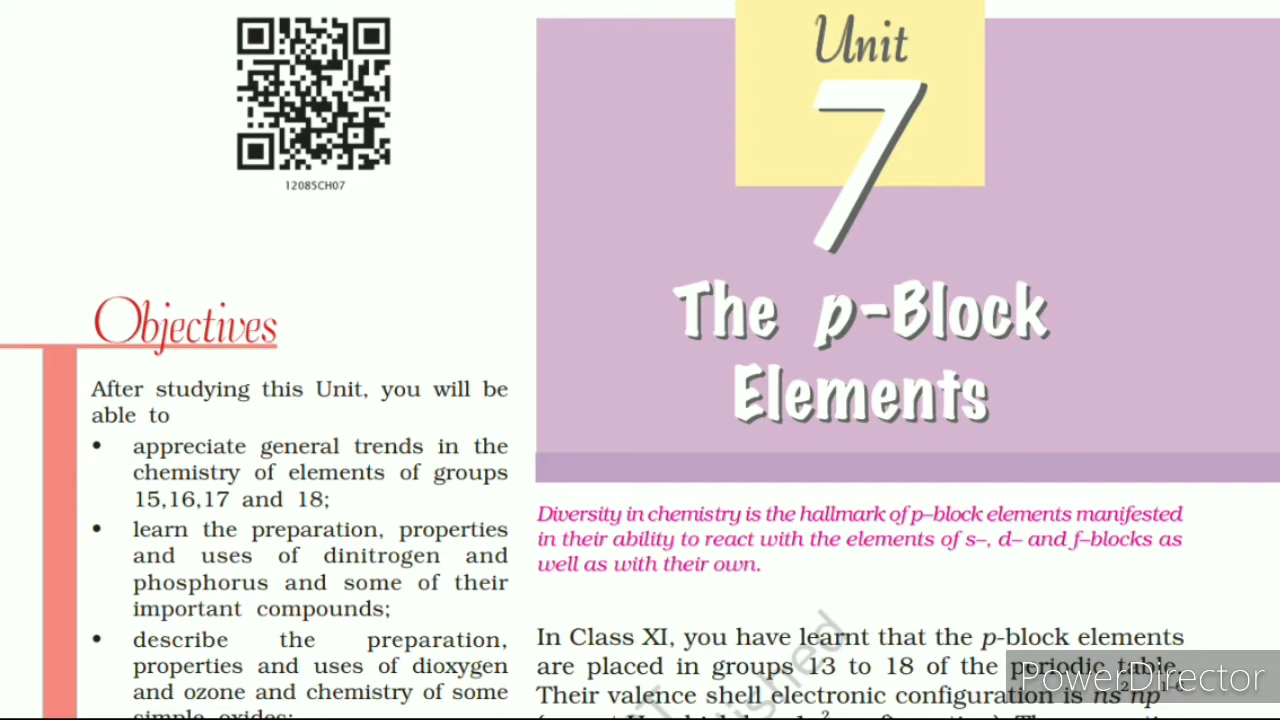 12085CH07
Unit
7
The p-Block
Elements
Objectives
After studying this Unit, you will be
able to
• appreciate general trends in the
chemistry of elements of groups
15,16,17 and 18;
• learn the preparation, properties
and uses of dinitrogen and
phosphorus and some of their
important compounds;
• describe the preparation,
properties and uses of dioxygen
and ozone and chemistry of some
simple oxides;
Diversity in chemistry is the hallmark of p–block elements manifested
in their ability to react with the elements of s–, d– and f–blocks as
well as with their own.
In Class XI, you have learnt that the p-block elements
are placed in groups 13 to 18 of the periodic table.
Their valence shell electronic configuration is ns²np
PowerDirector